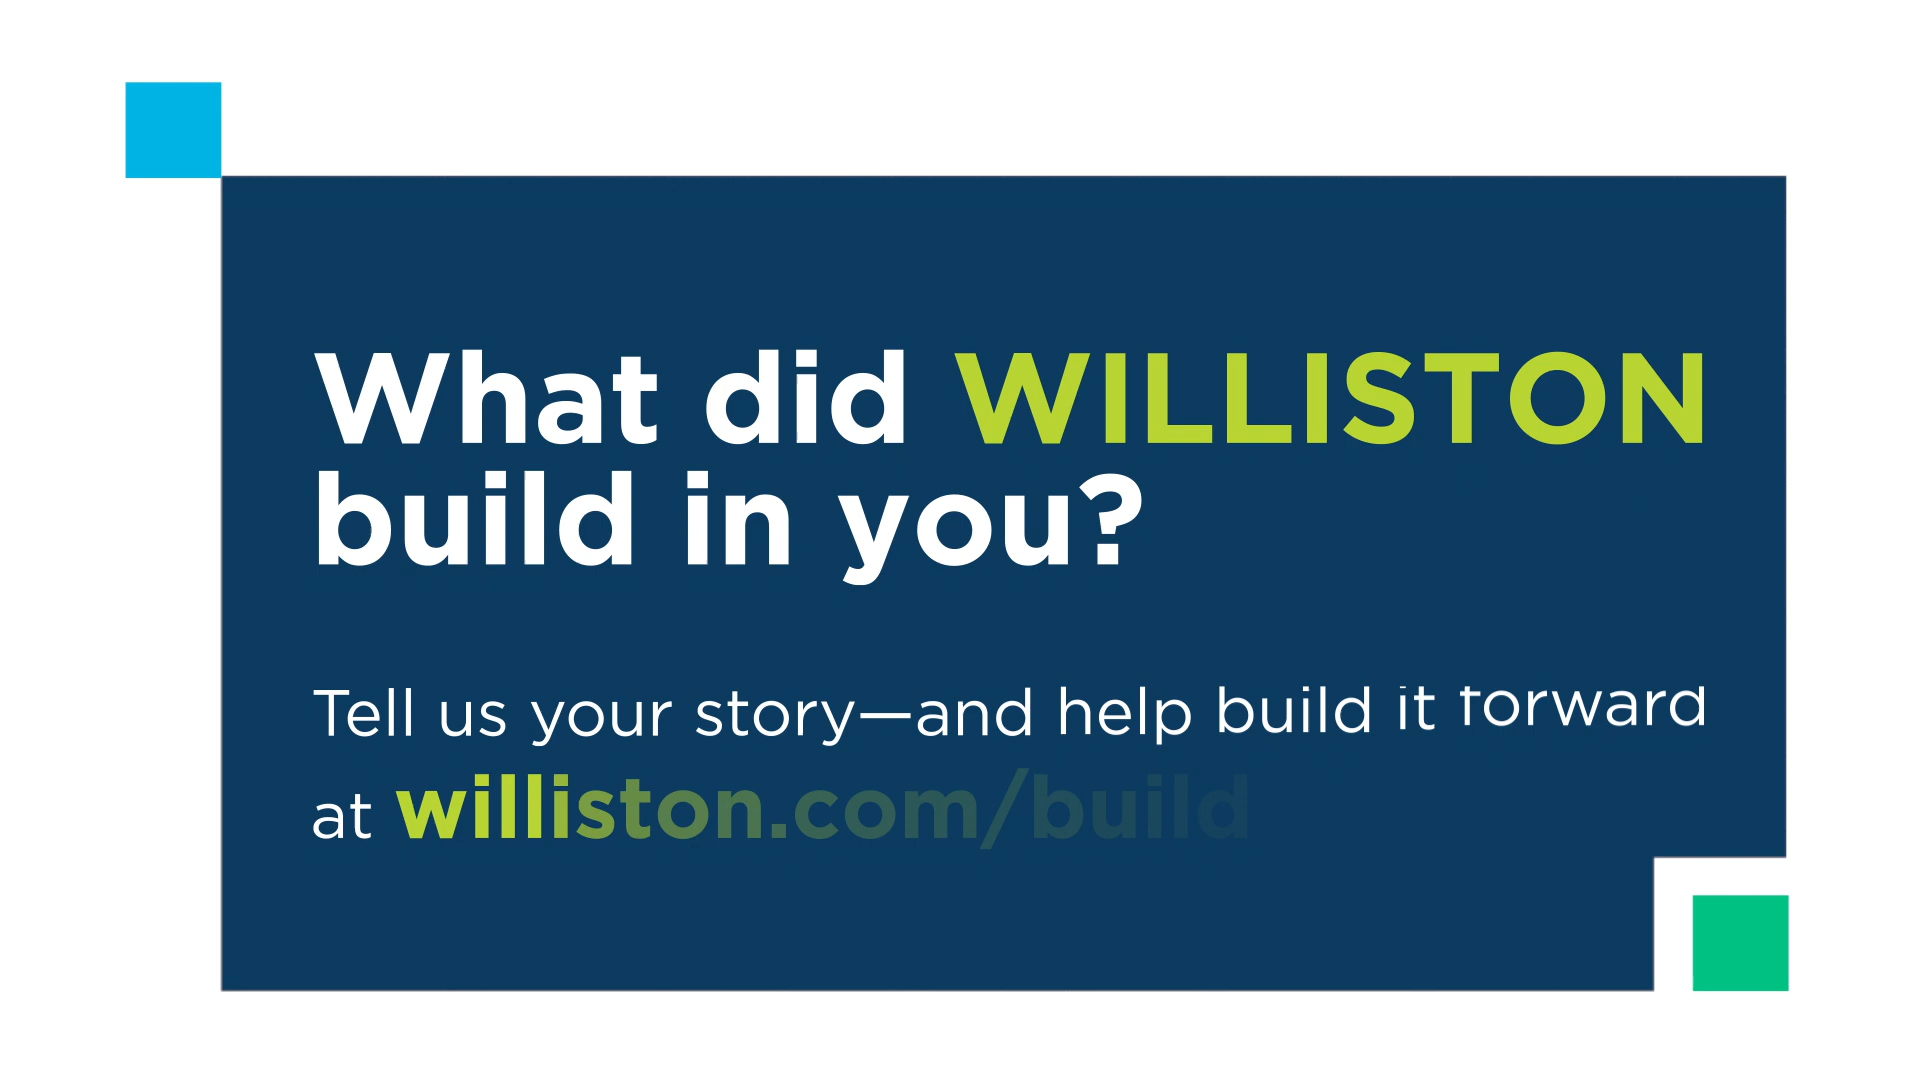 What did WILLISTON
build in you?
Tell us your story—and help build it forward
at williston.com/build